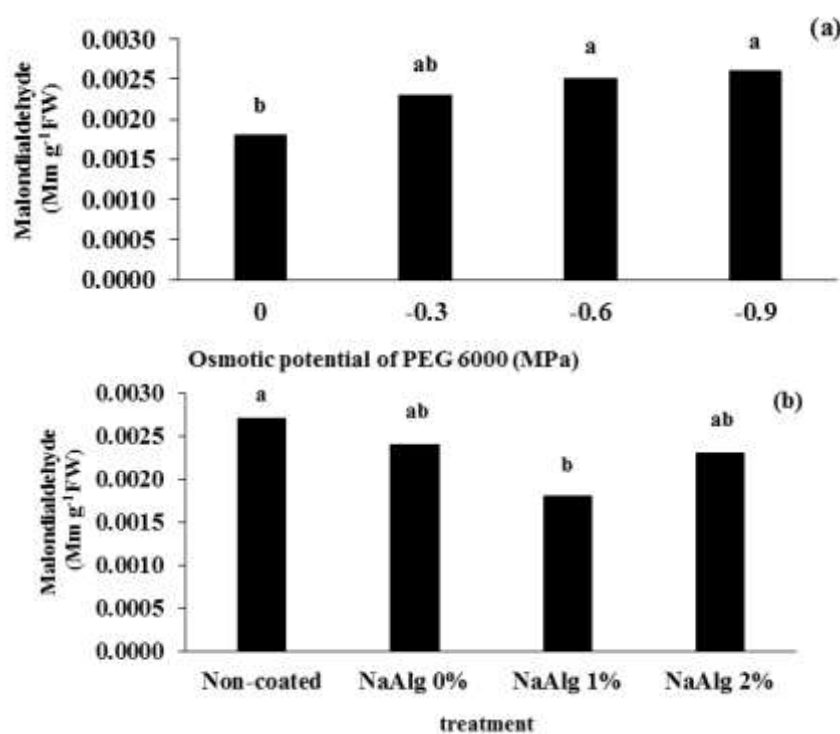 (a)
Malondialdehyde
(Mm g⁻¹FW)
0.0030
0.0025
0.0020
0.0015
0.0010
0.0005
0.0000
b
ab
a
a
0
-0.3
-0.6
-0.9
Osmotic potential of PEG 6000 (MPa)
(b)
Malondialdehyde
(Mm g⁻¹FW)
0.0030
0.0025
0.0020
0.0015
0.0010
0.0005
0.0000
a
ab
b
ab
Non-coated
NaAlg 0%
NaAlg 1%
NaAlg 2%
treatment